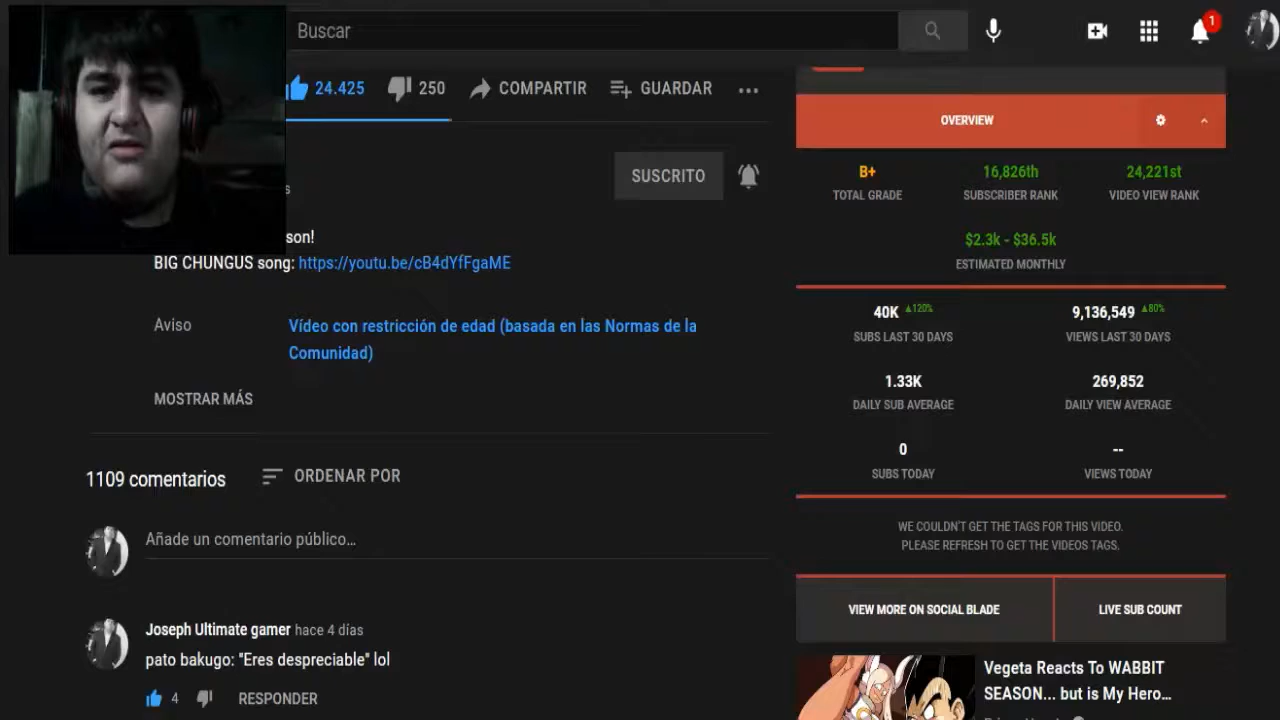 Buscar
1
24.425
250
COMPARTIR
GUARDAR
...
SUSCRITO
s
son!
BIG CHUNGUS song: https://youtu.be/cB4dYfFgaME
Aviso
Vídeo con restricción de edad (basada en las Normas de la
Comunidad)
MOSTRAR MÁS
1109 comentarios
ORDENAR POR
Añade un comentario público...
Joseph Ultimate gamer hace 4 días
pato bakugo: "Eres despreciable" lol
4
RESPONDER
OVERVIEW
B+
TOTAL GRADE
16,826th
SUBSCRIBER RANK
24,221st
VIDEO VIEW RANK
$2.3k - $36.5k
ESTIMATED MONTHLY
40K ▲120%
SUBS LAST 30 DAYS
9,136,549 ▲80%
VIEWS LAST 30 DAYS
1.33K
DAILY SUB AVERAGE
269,852
DAILY VIEW AVERAGE
0
SUBS TODAY
--
VIEWS TODAY
WE COULDN'T GET THE TAGS FOR THIS VIDEO.
PLEASE REFRESH TO GET THE VIDEOS TAGS.
VIEW MORE ON SOCIAL BLADE
LIVE SUB COUNT
Vegeta Reacts To WABBIT
SEASON... but is My Hero...